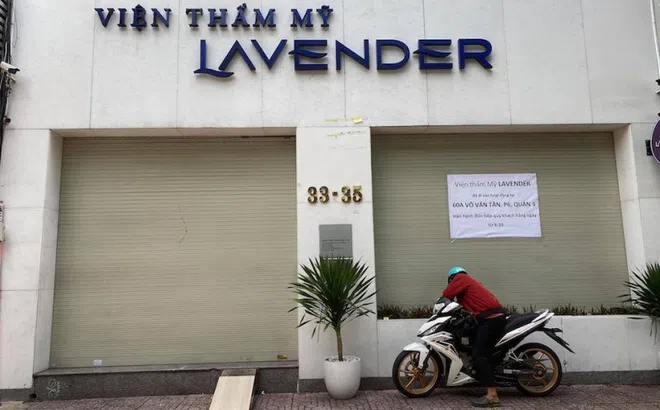 VIỆN THẨM MỸ
LAVENDER
33-35
Viện thẩm Mỹ LAVENDER
60A VÕ VĂN TẦN, P6, QUẬN 3